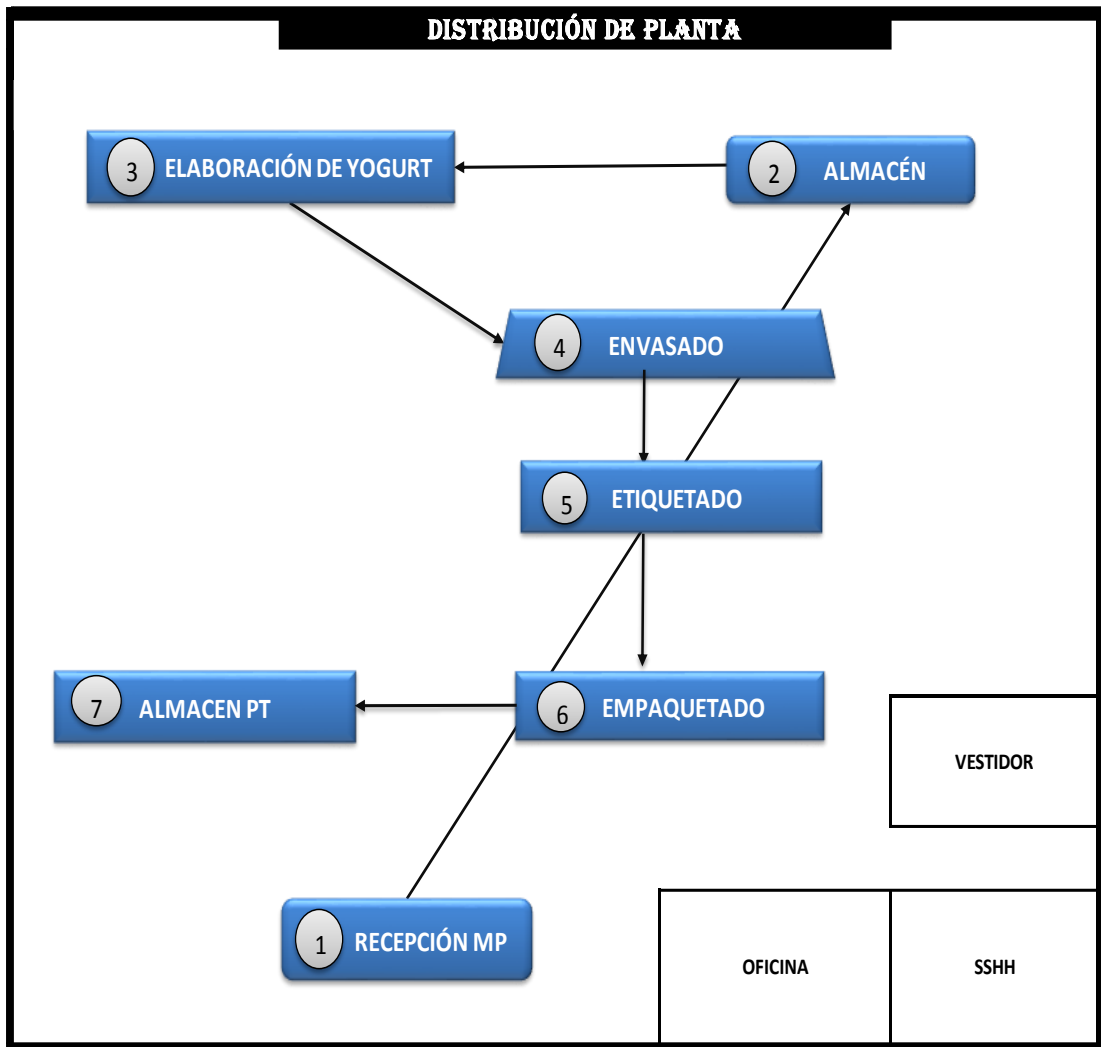 DISTRIBUCIÓN DE PLANTA
3 ELABORACIÓN DE YOGURT
2 ALMACÉN
4 ENVASADO
5 ETIQUETADO
7 ALMACEN PT
6 EMPAQUETADO
VESTIDOR
1 RECEPCIÓN MP
OFICINA
SSHH